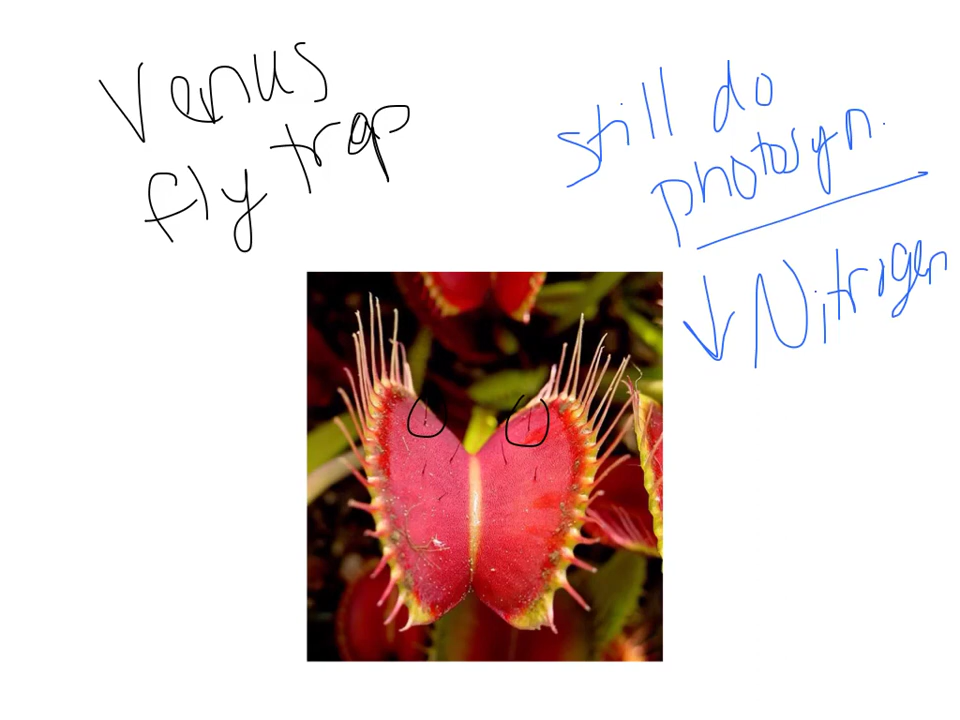 Venus
fly trap
still do
photosyn.
↓ Nitrogen